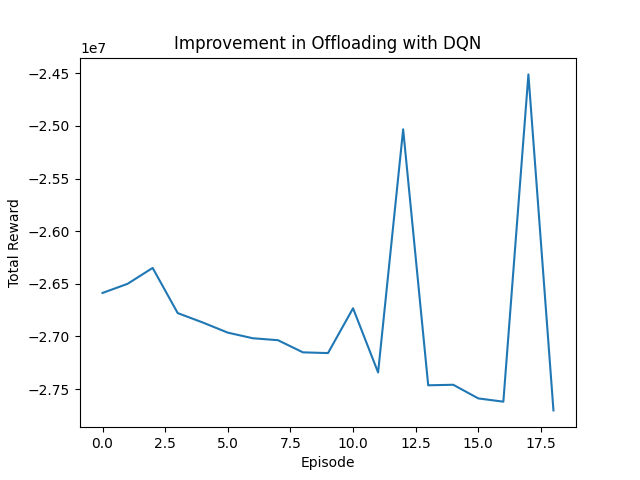 Improvement in Offloading with DQN
1e7
−2.45
−2.50
−2.55
−2.60
−2.65
−2.70
−2.75
Total Reward
0.0 2.5 5.0 7.5 10.0 12.5 15.0 17.5
Episode